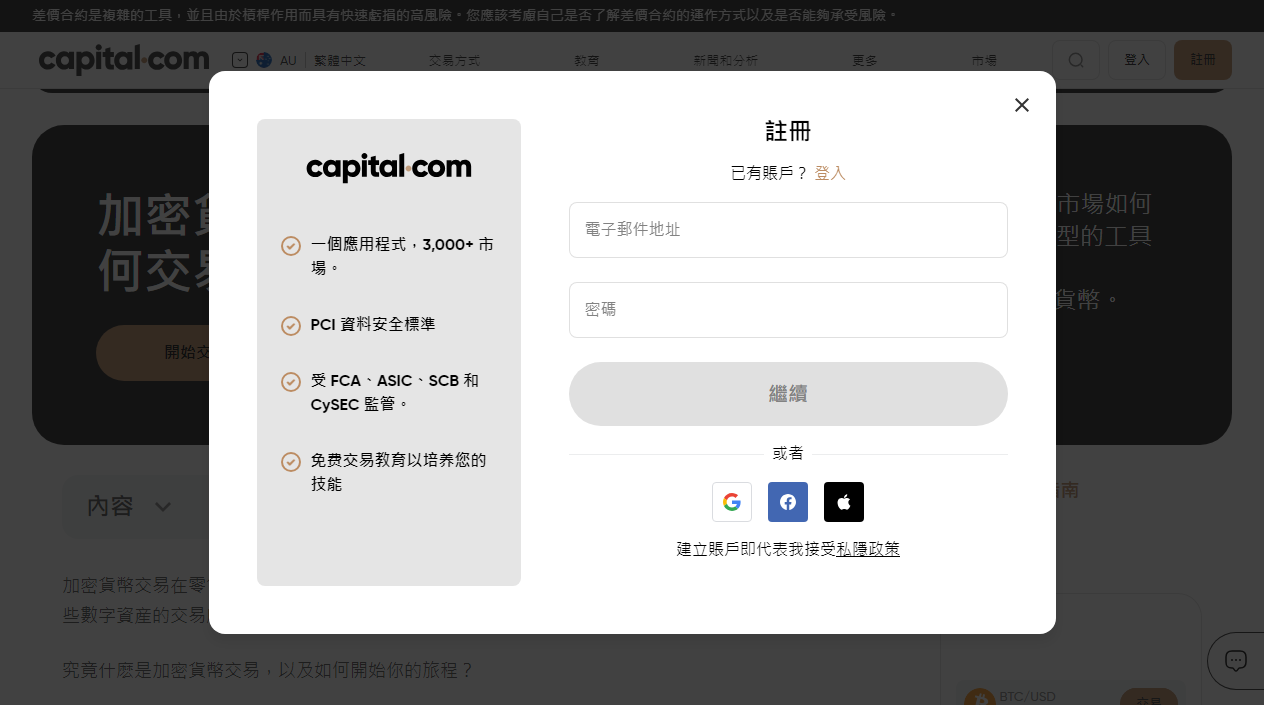 差價合約是複雜的工具，並且由於槓桿作用而具有快速虧損的高風險。您應該考慮自己是否了解差價合約的運作方式以及是否能夠承受風險。
capital.com AU 繁體中文 交易方式 教育 新聞和分析 更多 市場 登入 註冊
capital.com
一個應用程式，3,000+ 市
場。
PCI 資料安全標準
受 FCA、ASIC、SCB 和
CySEC 監管。
免费交易教育以培养您的
技能
註冊
已有賬戶？ 登入
電子郵件地址
密碼
繼續
或者
建立賬戶即代表我接受私隱政策
加密貨
何交易
開始交
市場如何
型的工具
貨幣。
內容
指南
加密貨幣交易在零
些數字資産的交易
究竟什麽是加密貨幣交易，以及如何開始你的旅程？
BTC/USD
交易